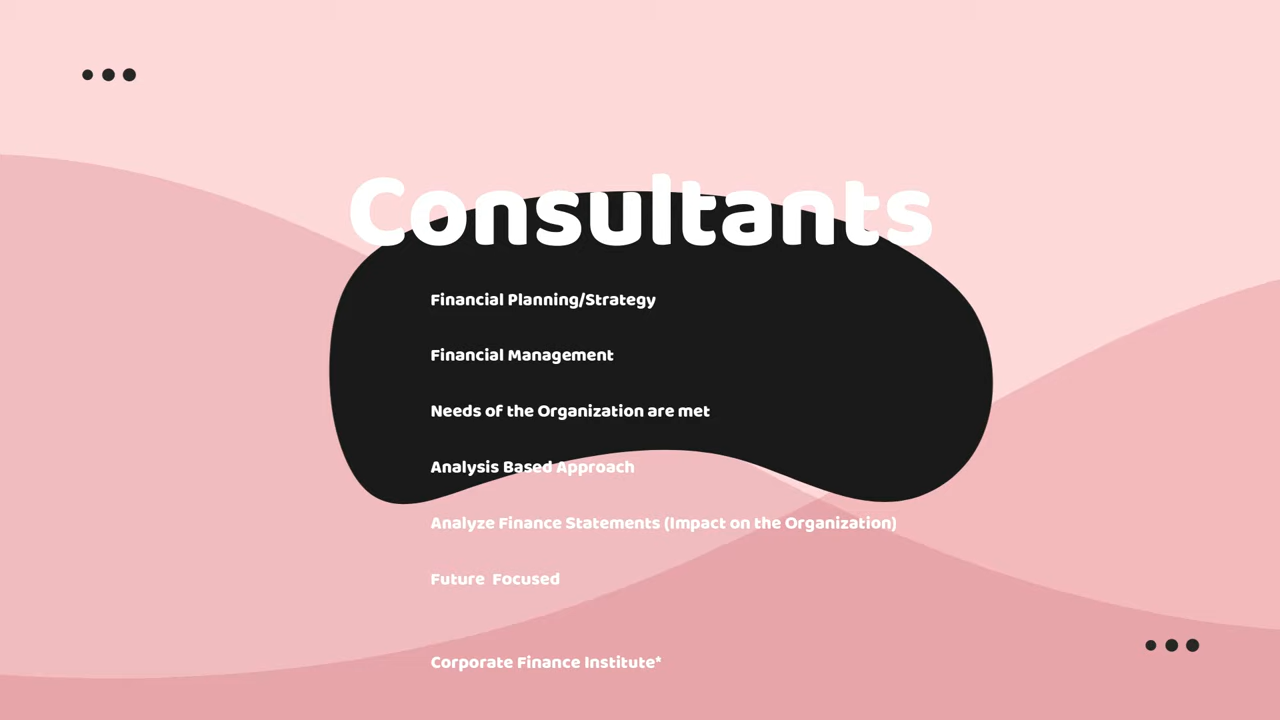 Consultants
Financial Planning/Strategy
Financial Management
Needs of the Organization are met
Analysis Based Approach
Analyze Finance Statements (Impact on the Organization)
Future  Focused
Corporate Finance Institute*